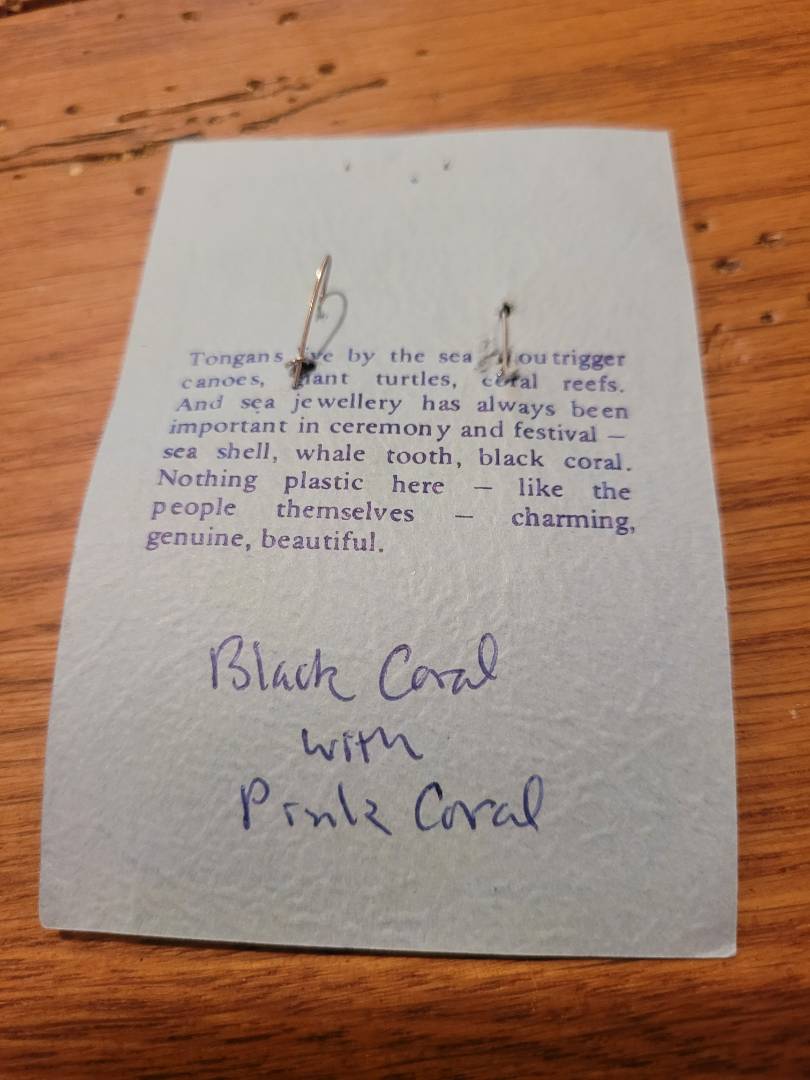 Tongans by the sea outrigger
canoes, turtles, coral reefs.
And sea jewellery has always been
important in ceremony and festival —
sea shell, whale tooth, black coral.
Nothing plastic here — like the
people themselves — charming,
genuine, beautiful.
Black Coral
with
Pink Coral